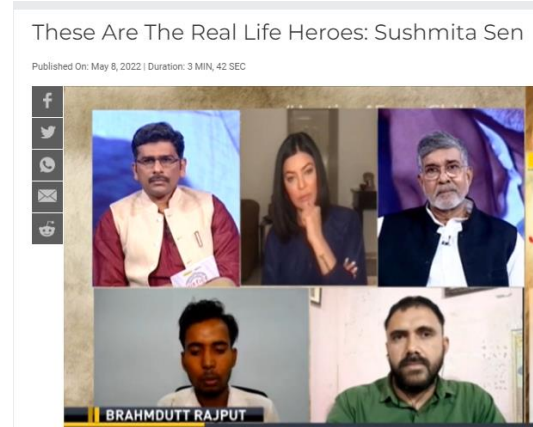 These Are The Real Life Heroes: Sushmita Sen
Published On: May 8, 2022 | Duration: 3 MIN, 42 SEC
BRAHMDUTT RAJPUT